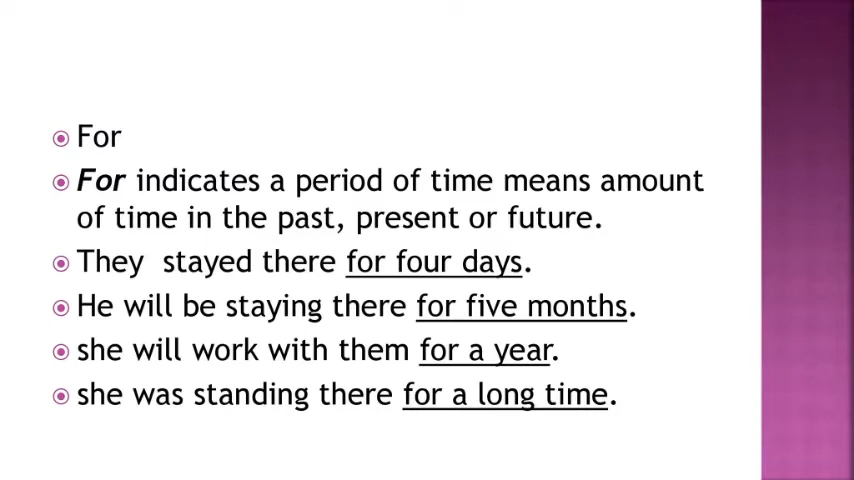 For
For indicates a period of time means amount
of time in the past, present or future.
They  stayed there for four days.
He will be staying there for five months.
she will work with them for a year.
she was standing there for a long time.